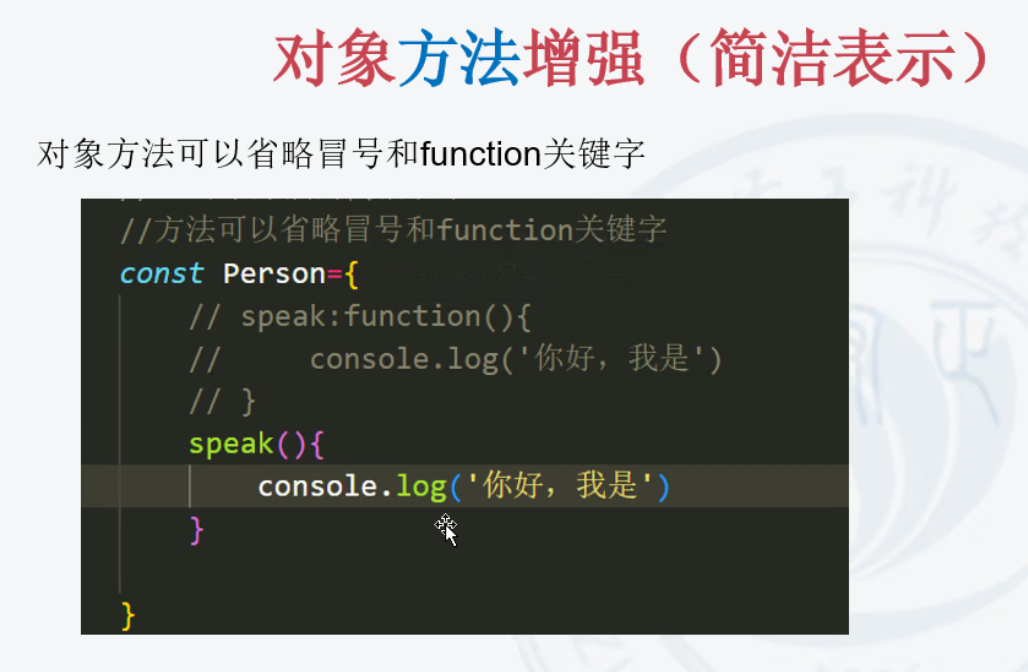 对象方法增强（简洁表示）
对象方法可以省略冒号和function关键字
//方法可以省略冒号和function关键字
const Person={
// speak:function(){
// console.log('你好，我是')
// }
speak(){
console.log('你好，我是')
}
}